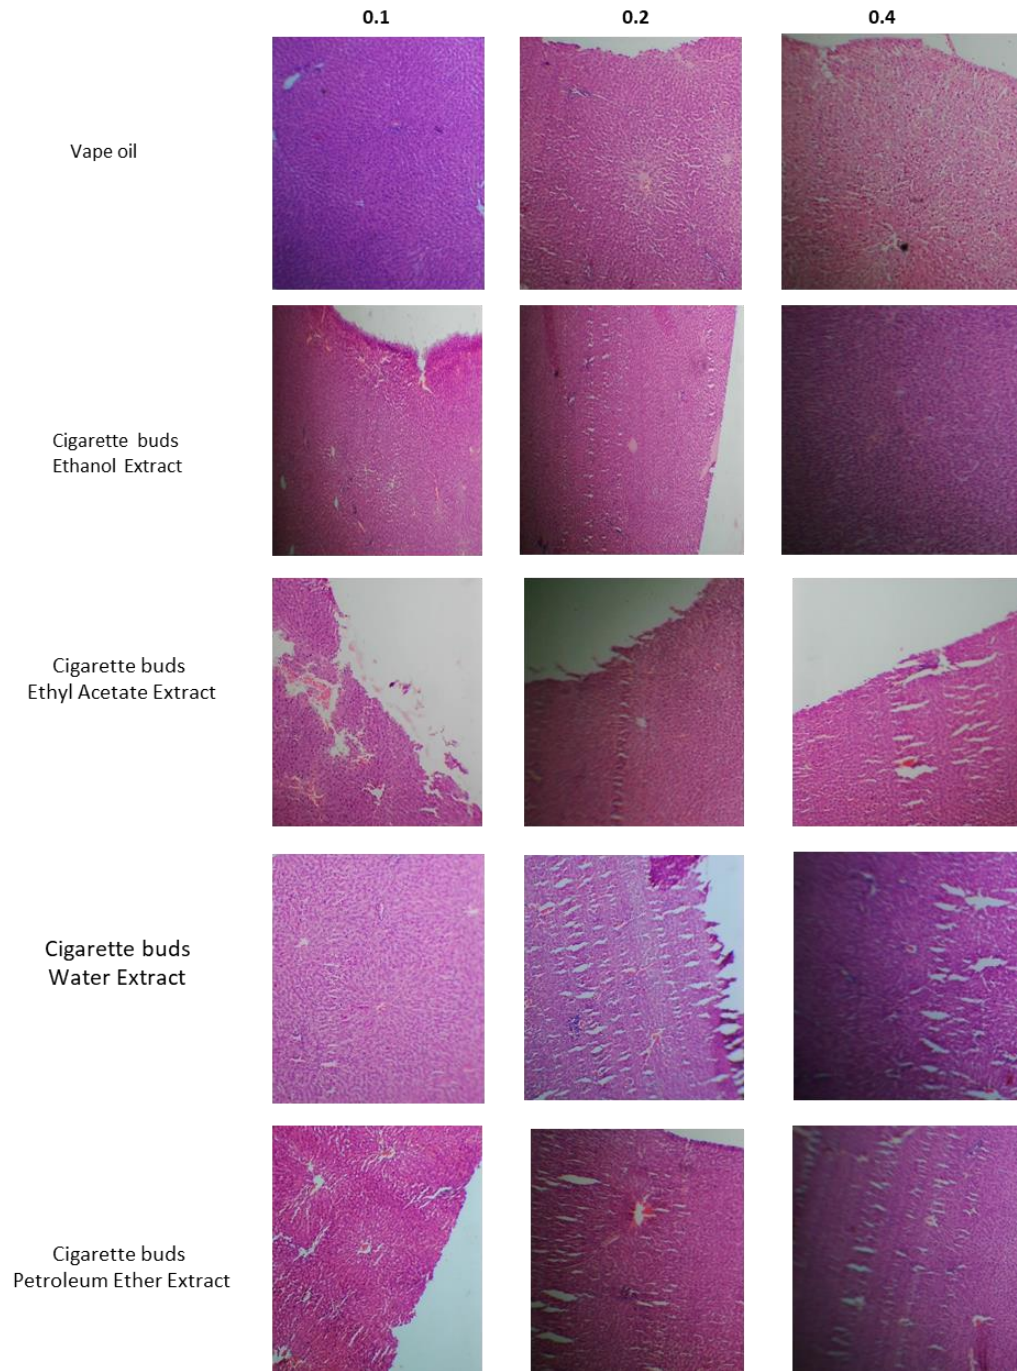 0.1 0.2 0.4
Vape oil
Cigarette buds
Ethanol Extract
Cigarette buds
Ethyl Acetate Extract
Cigarette buds
Water Extract
Cigarette buds
Petroleum Ether Extract